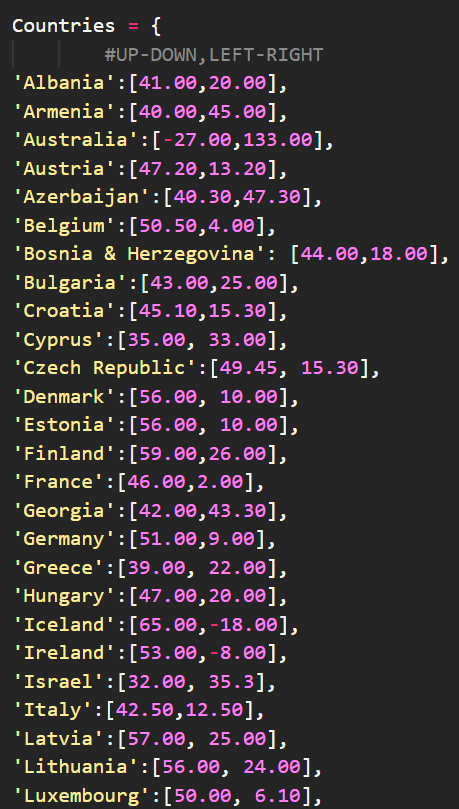 Countries = {
#UP-DOWN,LEFT-RIGHT
'Albania':[41.00,20.00],
'Armenia':[40.00,45.00],
'Australia':[-27.00,133.00],
'Austria':[47.20,13.20],
'Azerbaijan':[40.30,47.30],
'Belgium':[50.50,4.00],
'Bosnia & Herzegovina': [44.00,18.00],
'Bulgaria':[43.00,25.00],
'Croatia':[45.10,15.30],
'Cyprus':[35.00, 33.00],
'Czech Republic':[49.45, 15.30],
'Denmark':[56.00, 10.00],
'Estonia':[56.00, 10.00],
'Finland':[59.00,26.00],
'France':[46.00,2.00],
'Georgia':[42.00,43.30],
'Germany':[51.00,9.00],
'Greece':[39.00, 22.00],
'Hungary':[47.00,20.00],
'Iceland':[65.00,-18.00],
'Ireland':[53.00,-8.00],
'Israel':[32.00, 35.3],
'Italy':[42.50,12.50],
'Latvia':[57.00, 25.00],
'Lithuania':[56.00, 24.00],
'Luxembourg':[50.00, 6.10],